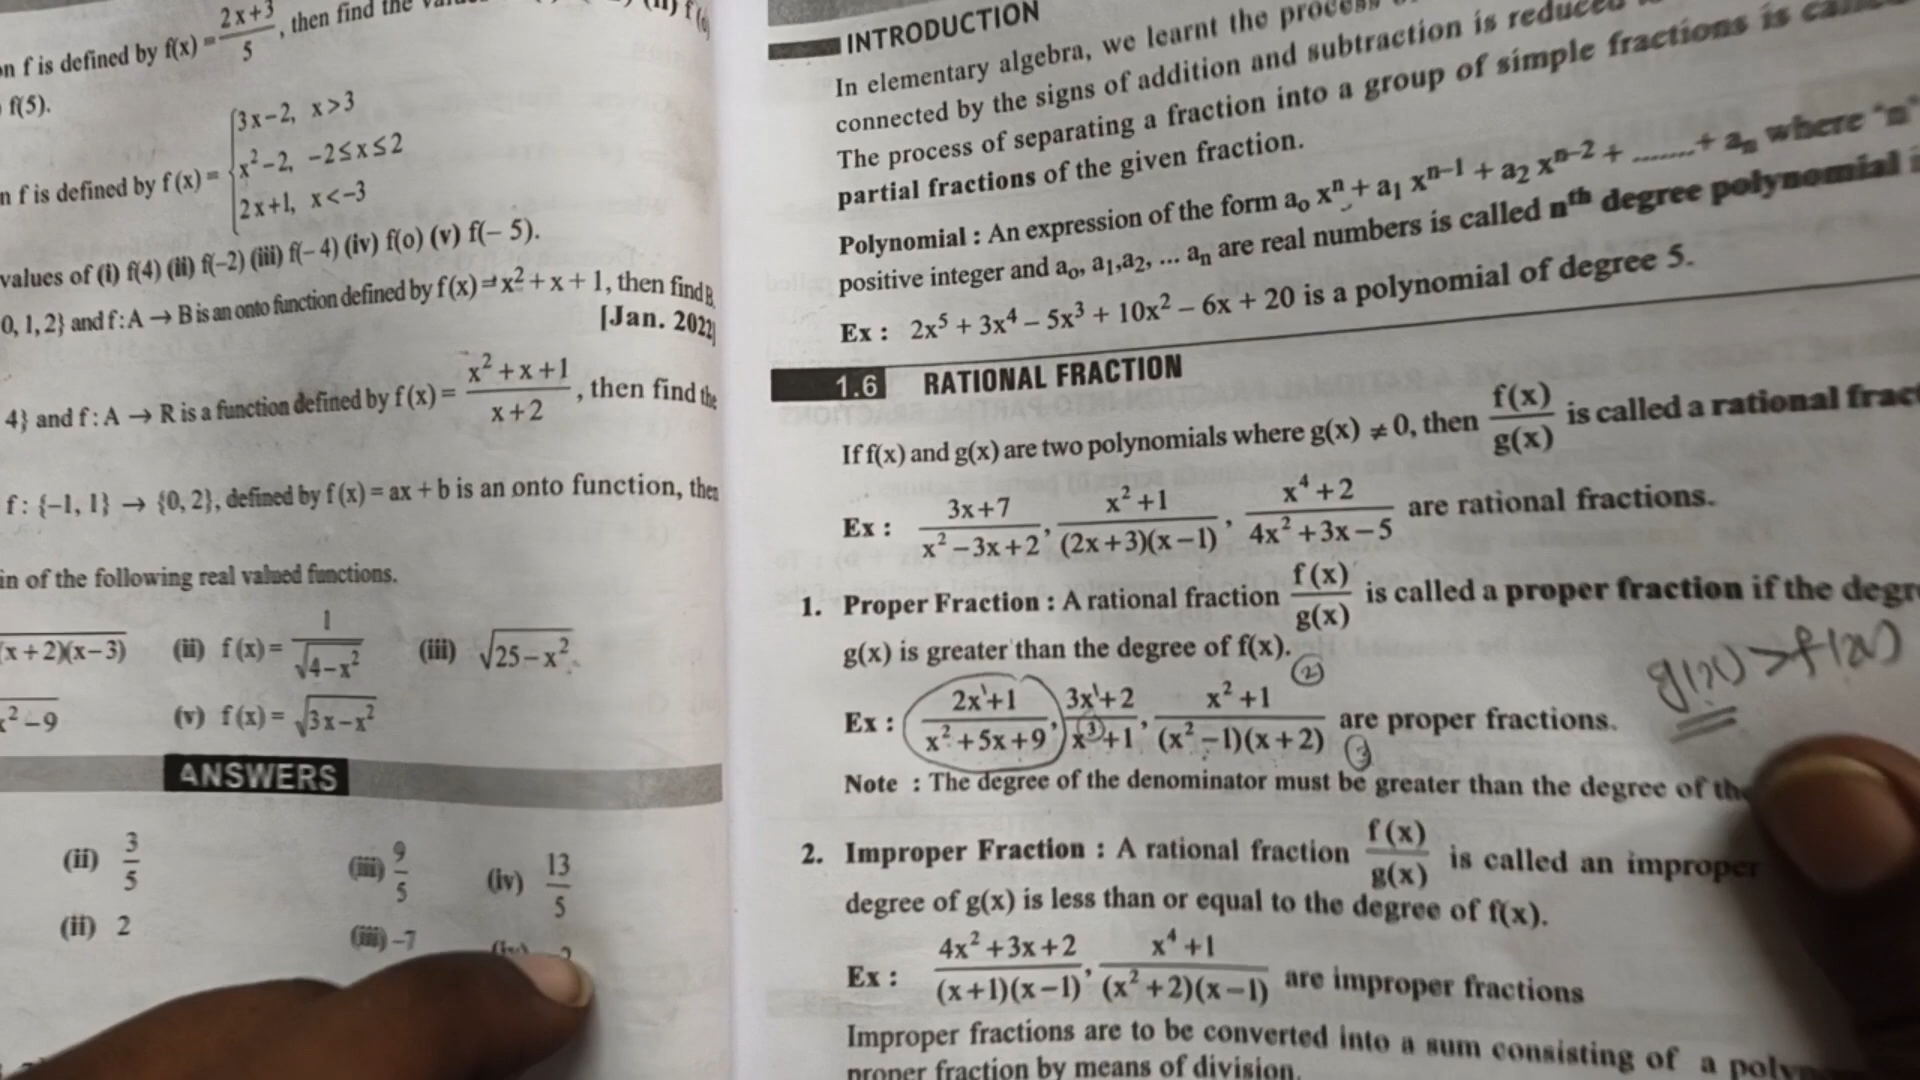 n f is defined by f(x) = 2x+3/5, then find the
f(5).
n f is defined by f(x) = {3x−2, x>3
x²−2, −2≤x≤2
2x+1, x<−3
values of (i) f(4) (ii) f(−2) (iii) f(−4) (iv) f(o) (v) f(− 5).
0, 1, 2} and f : A → B is an onto function defined by f(x) = x² + x + 1, then find B.
[Jan. 2022]
4} and f : A → R is a function defined by f(x) = x²+x+1/x+2, then find the
f : {−1, 1} → {0, 2}, defined by f(x) = ax + b is an onto function, then
in of the following real valued functions.
(x+2)(x−3) (ii) f(x) = 1/√4−x² (iii) √25−x²
x²−9 (v) f(x) = √3x−x²
ANSWERS
(ii) 3/5 (iii) 9/5 (iv) 13/5
(ii) 2 (iii) −7 (iv) −2
INTRODUCTION
In elementary algebra, we learnt the process
connected by the signs of addition and subtraction is reduced
The process of separating a fraction into a group of simple fractions is called
partial fractions of the given fraction.
Polynomial : An expression of the form a₀ xⁿ + a₁ xⁿ⁻¹ + a₂ xⁿ⁻² + ........+ aₙ where "n"
positive integer and a₀, a₁,a₂, ... aₙ are real numbers is called nᵗʰ degree polynomial
Ex : 2x⁵ + 3x⁴ − 5x³ + 10x² − 6x + 20 is a polynomial of degree 5.
1.6 RATIONAL FRACTION
If f(x) and g(x) are two polynomials where g(x) ≠ 0, then f(x)/g(x) is called a rational fract
Ex : 3x+7/x²−3x+2, x²+1/(2x+3)(x−1), x⁴+2/4x²+3x−5 are rational fractions.
1. Proper Fraction : A rational fraction f(x)/g(x) is called a proper fraction if the degr
g(x) is greater than the degree of f(x).
g(x) > f(x)
②
Ex : 2x¹+1/x²+5x+9, 3x¹+2/x³+1, x²+1/(x²−1)(x+2) are proper fractions.
③
Note : The degree of the denominator must be greater than the degree of the
2. Improper Fraction : A rational fraction f(x)/g(x) is called an improper
degree of g(x) is less than or equal to the degree of f(x).
Ex : 4x²+3x+2/(x+1)(x−1), x⁴+1/(x²+2)(x−1) are improper fractions
Improper fractions are to be converted into a sum consisting of a polyn
proper fraction by means of division.